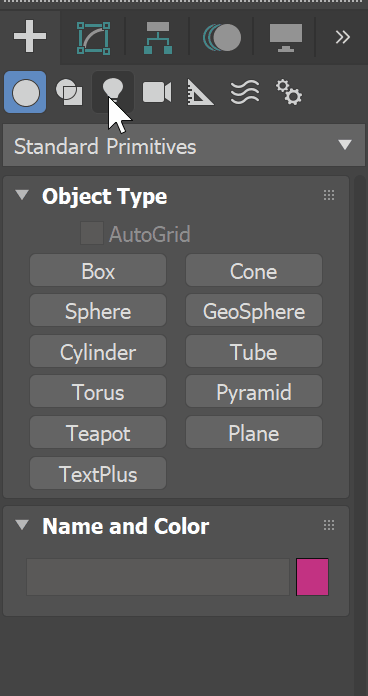 Standard Primitives
Object Type
AutoGrid
Box Cone
Sphere GeoSphere
Cylinder Tube
Torus Pyramid
Teapot Plane
TextPlus
Name and Color